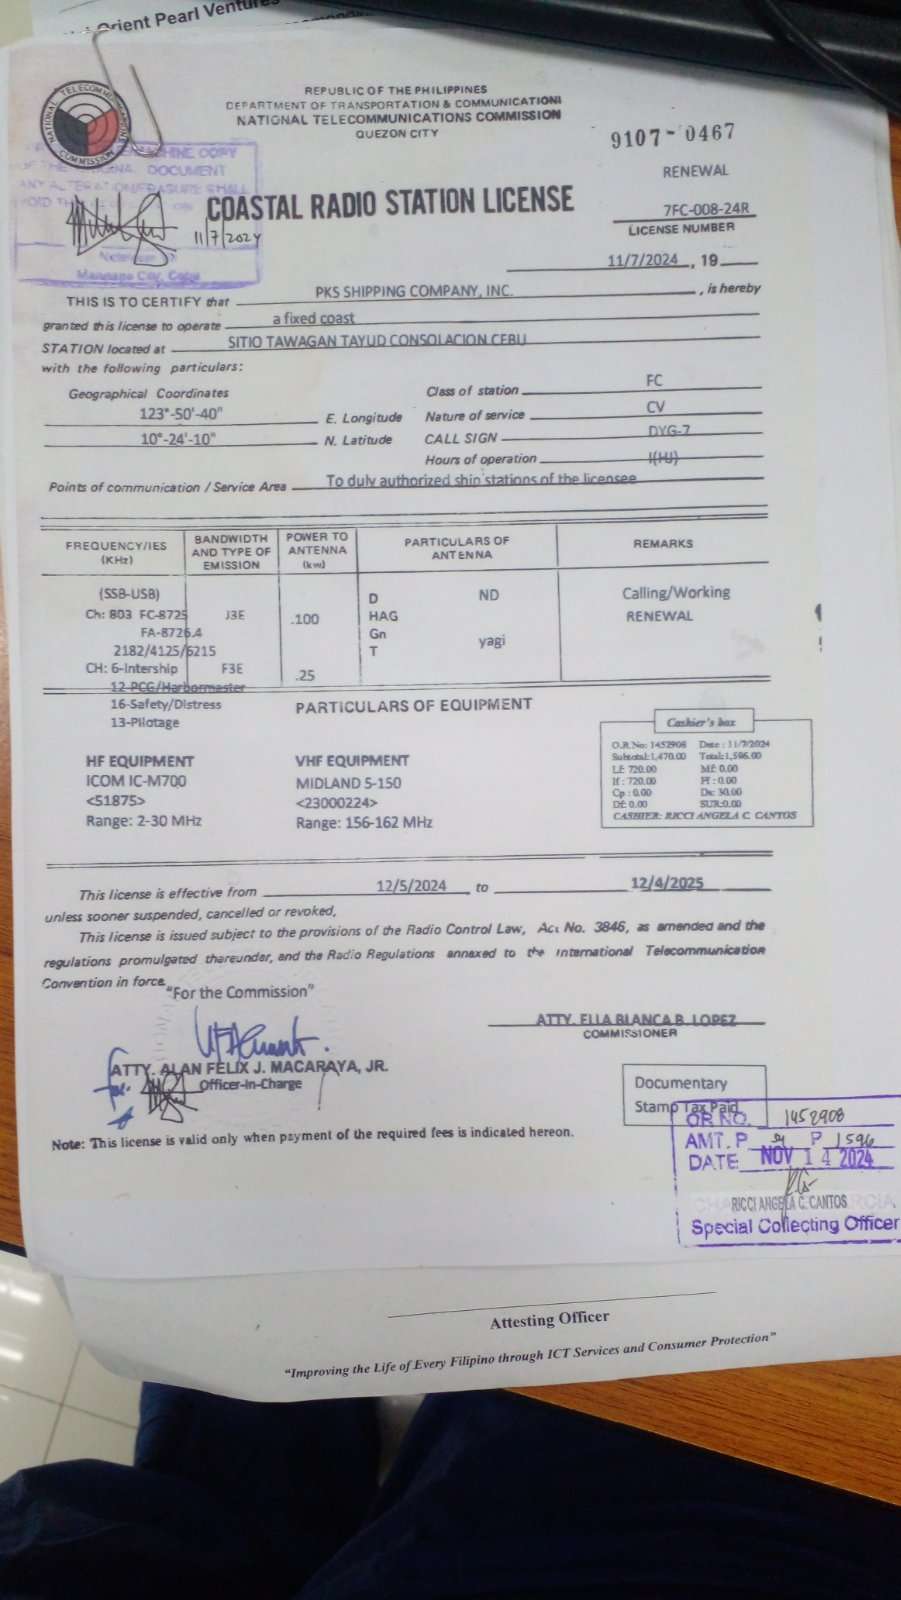 Orient Pearl Ventures
REPUBLIC OF THE PHILIPPINES
DEPARTMENT OF TRANSPORTATION & COMMUNICATIONI
NATIONAL TELECOMMUNICATIONS COMMISSION
QUEZON CITY
9107-0467
MACHINE COPY
DOCUMENT
RENEWAL
COASTAL RADIO STATION LICENSE
7FC-008-24R
LICENSE NUMBER
11/7/2024
Mandaue City, Cebu
11/7/2024 , 19
THIS IS TO CERTIFY that PKS SHIPPING COMPANY, INC. , is hereby
granted this license to operate a fixed coast
STATION located at SITIO TAWAGAN TAYUD CONSOLACION CEBU
with the following particulars:
Geographical Coordinates
Class of station FC
123°-50'-40" E. Longitude
Nature of service CV
10°-24'-10" N. Latitude
CALL SIGN DYG-7
Hours of operation I(HJ)
Points of communication / Service Area To duly authorized ship stations of the licensee
FREQUENCY/IES (KHz)
BANDWIDTH AND TYPE OF EMISSION
POWER TO ANTENNA (kw)
PARTICULARS OF ANTENNA
REMARKS
(SSB-USB) D ND Calling/Working
Ch: 803 FC-8725 J3E .100 HAG RENEWAL
FA-8726.4 Gn yagi
2182/4125/6215 T
CH: 6-Intership F3E .25
12-PCG/Harbormaster
16-Safety/Distress
13-Pilotage
PARTICULARS OF EQUIPMENT
Cashier's box
O.R.No: 1452908 Date : 11/7/2024
Subtotal:1,470.00 Total:1,596.00
Lf: 720.00 Mf: 0.00
If : 720.00 Pf : 0.00
Cp : 0.00 Ds: 30.00
Df: 0.00 SUR:0.00
CASHIER: RICCI ANGELA C. CANTOS
HF EQUIPMENT VHF EQUIPMENT
ICOM IC-M700 MIDLAND 5-150
<51875> <23000224>
Range: 2-30 MHz Range: 156-162 MHz
This license is effective from 12/5/2024 to 12/4/2025
unless sooner suspended, cancelled or revoked,
This license is issued subject to the provisions of the Radio Control Law, Act No. 3846, as amended and the
regulations promulgated thereunder, and the Radio Regulations annexed to the International Telecommunication
Convention in force.
"For the Commission"
ATTY. ELLA BLANCA B. LOPEZ
COMMISSIONER
ATTY. ALAN FELIX J. MACARAYA, JR.
Officer-In-Charge
Documentary
Stamp Tax Paid
Note: This license is valid only when payment of the required fees is indicated hereon.
OR NO. 1452908
AMT. P P 1596
DATE NOV 14 2024
RICCI ANGELA C. CANTOS
Special Collecting Officer
Attesting Officer
"Improving the Life of Every Filipino through ICT Services and Consumer Protection"